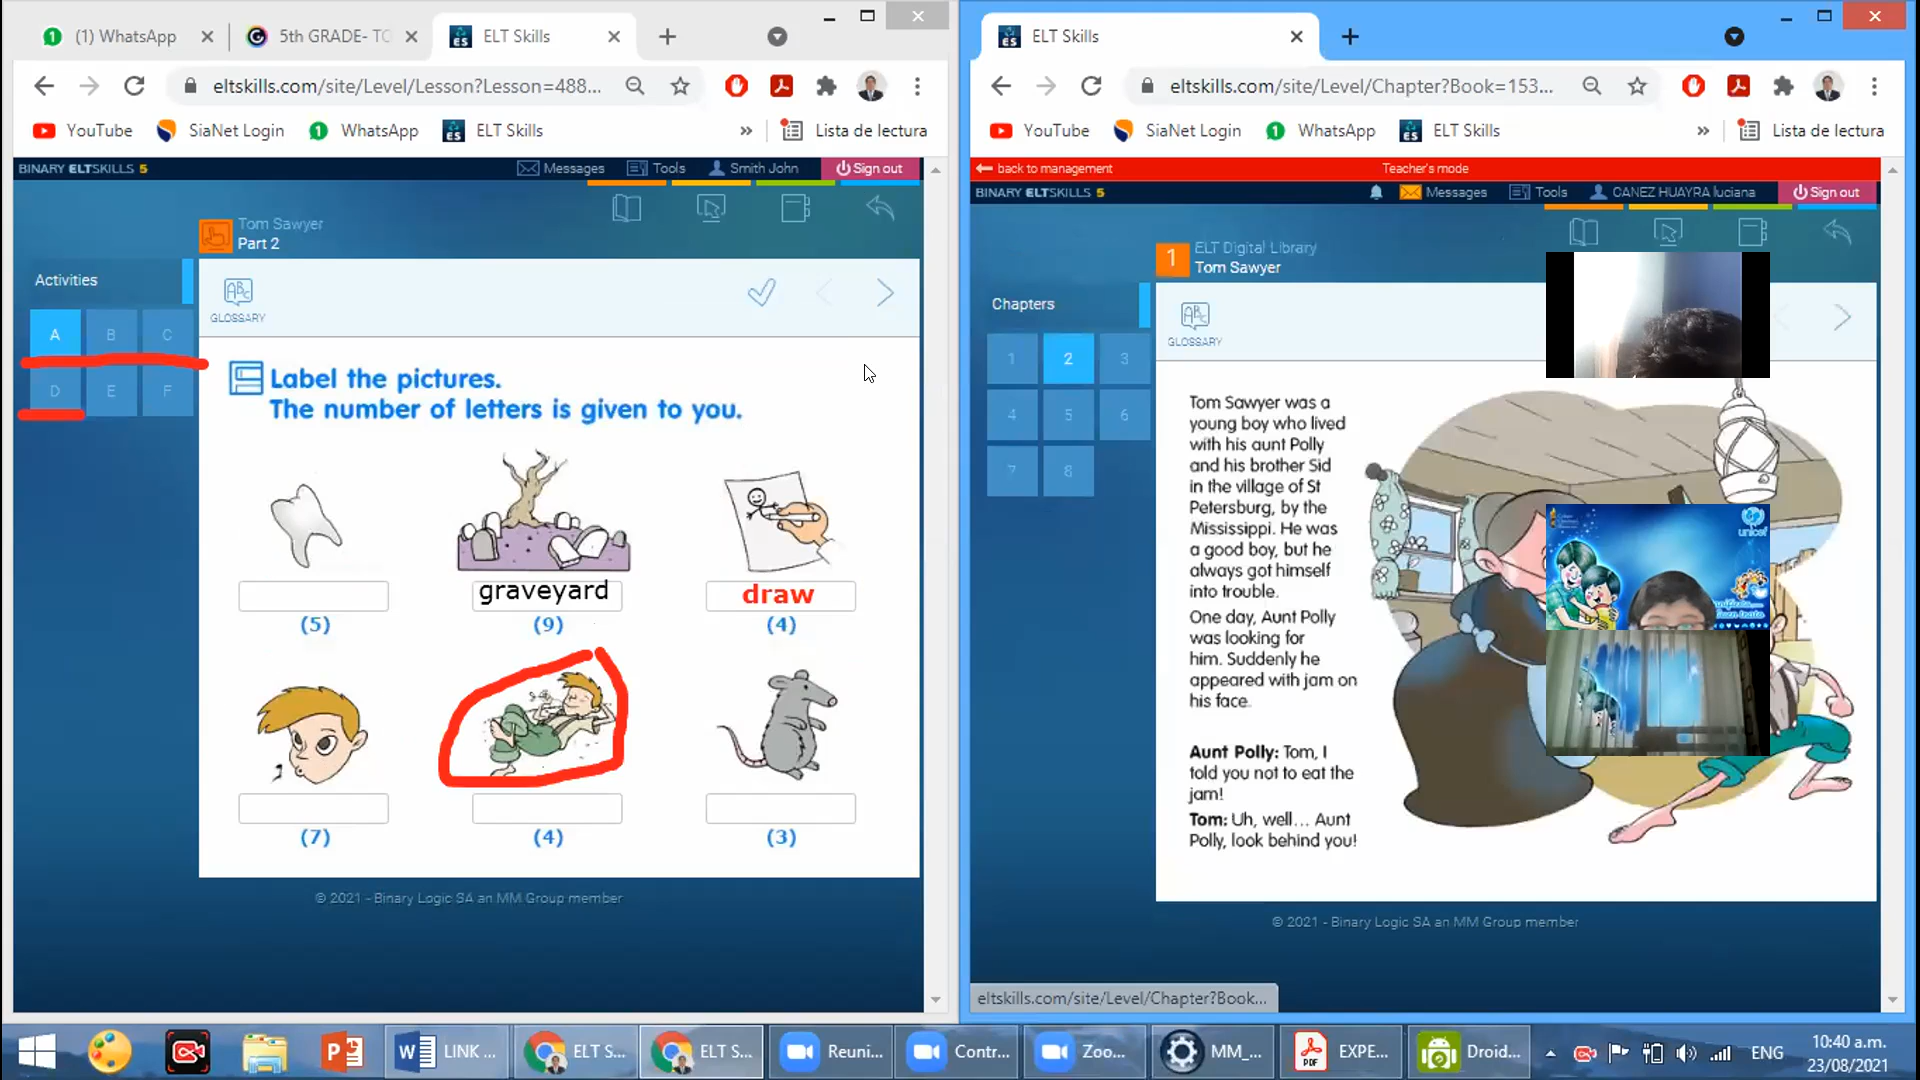 (1) WhatsApp
5th GRADE- TC
ELT Skills
eltskills.com/site/Level/Lesson?Lesson=488...
YouTube
SiaNet Login
WhatsApp
ELT Skills
»
Lista de lectura
BINARY ELTSKILLS 5
Messages
Tools
Smith John
Sign out
Tom Sawyer
Part 2
Activities
A B C
D E F
ABC
GLOSSARY
Label the pictures.
The number of letters is given to you.
graveyard
draw
(5)
(9)
(4)
(7)
(4)
(3)
© 2021 - Binary Logic SA an MM Group member
ELT Skills
eltskills.com/site/Level/Chapter?Book=153...
YouTube
SiaNet Login
WhatsApp
ELT Skills
»
Lista de lectura
back to management
Teacher's mode
BINARY ELTSKILLS 5
Messages
Tools
CANEZ HUAYRA luciana
Sign out
1
ELT Digital Library
Tom Sawyer
Chapters
1 2 3
4 5 6
7 8
ABC
GLOSSARY
Tom Sawyer was a
young boy who lived
with his aunt Polly
and his brother Sid
in the village of St
Petersburg, by the
Mississippi. He was
a good boy, but he
always got himself
into trouble.
One day, Aunt Polly
was looking for
him. Suddenly he
appeared with jam on
his face.
Aunt Polly: Tom, I
told you not to eat the
jam!
Tom: Uh, well... Aunt
Polly, look behind you!
unicef
© 2021 - Binary Logic SA an MM Group member
eltskills.com/site/Level/Chapter?Book...
LINK ...
ELT S...
ELT S...
Reuni...
Contr...
Zoo...
MM_...
EXPE...
Droid...
ENG
10:40 a.m.
23/08/2021